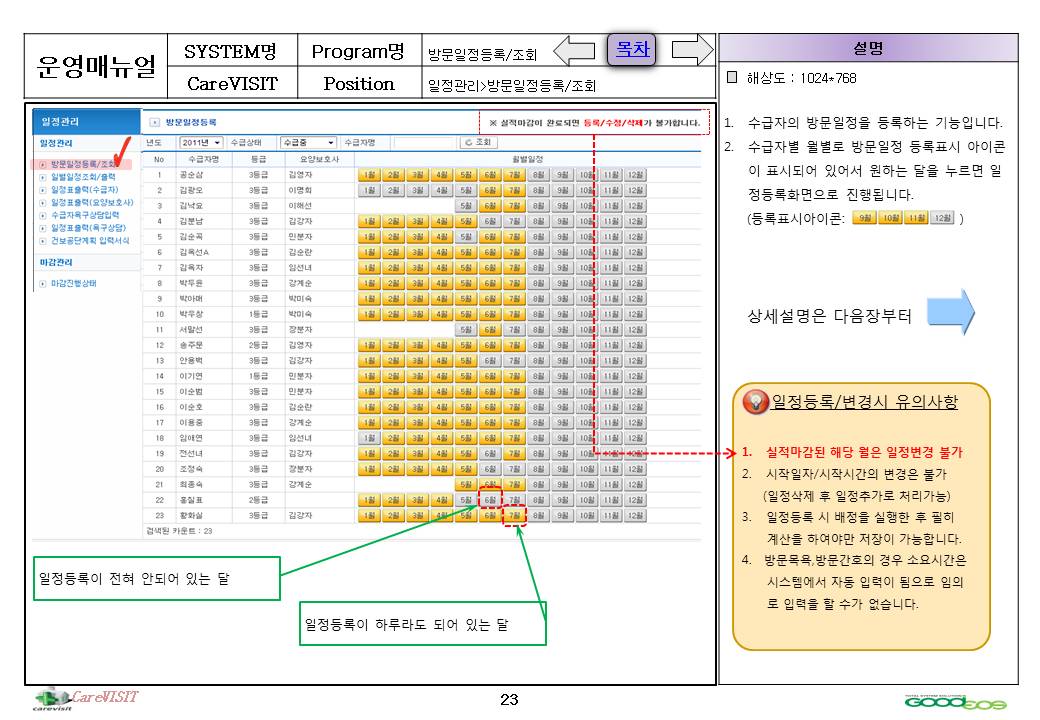 운영매뉴얼
SYSTEM명
Program명
방문일정등록/조회
목차
CareVISIT
Position
일정관리>방문일정등록/조회
설명
해상도 : 1024*768
일정관리
일정관리
방문일정등록/조회
일별일정조회/출력
일정표출력(수급자)
일정표출력(요양보호사)
수급자욕구상담입력
일정표출력(욕구상담)
건보공단계획 입력서식
마감관리
마감진행상태
방문일정등록
※ 실적마감이 완료되면 등록/수정/삭제가 불가합니다.
년도 2011년 수급상태 수급중 수급자명 조회
No 수급자명 등급 요양보호사 월별일정
1 공순삼 3등급 김영자 1월 2월 3월 4월 5월 6월 7월 8월 9월 10월 11월 12월
2 김광오 3등급 이명희 1월 2월 3월 4월 5월 6월 7월 8월 9월 10월 11월 12월
3 김낙요 3등급 이해선 5월 6월 7월 8월 9월 10월 11월 12월
4 김분남 3등급 김강자 1월 2월 3월 4월 5월 6월 7월 8월 9월 10월 11월 12월
5 김순곡 3등급 민분자 1월 2월 3월 4월 5월 6월 7월 8월 9월 10월 11월 12월
6 김옥선A 3등급 김순란 1월 2월 3월 4월 5월 6월 7월 8월 9월 10월 11월 12월
7 김옥자 3등급 임선녀 1월 2월 3월 4월 5월 6월 7월 8월 9월 10월 11월 12월
8 박두윤 3등급 강계순 1월 2월 3월 4월 5월 6월 7월 8월 9월 10월 11월 12월
9 박아매 3등급 박미숙 1월 2월 3월 4월 5월 6월 7월 8월 9월 10월 11월 12월
10 박우창 1등급 박미숙 1월 2월 3월 4월 5월 6월 7월 8월 9월 10월 11월 12월
11 서말선 3등급 장분자 5월 6월 7월 8월 9월 10월 11월 12월
12 송주문 2등급 김영자 1월 2월 3월 4월 5월 6월 7월 8월 9월 10월 11월 12월
13 안용백 3등급 김강자 1월 2월 3월 4월 5월 6월 7월 8월 9월 10월 11월 12월
14 이기연 1등급 민분자 1월 2월 3월 4월 5월 6월 7월 8월 9월 10월 11월 12월
15 이순범 3등급 민분자 1월 2월 3월 4월 5월 6월 7월 8월 9월 10월 11월 12월
16 이순호 3등급 김순란 1월 2월 3월 4월 5월 6월 7월 8월 9월 10월 11월 12월
17 이용중 3등급 강계순 1월 2월 3월 4월 5월 6월 7월 8월 9월 10월 11월 12월
18 임애연 3등급 임선녀 1월 2월 3월 4월 5월 6월 7월 8월 9월 10월 11월 12월
19 전선녀 3등급 김강자 1월 2월 3월 4월 5월 6월 7월 8월 9월 10월 11월 12월
20 조정숙 3등급 장분자 1월 2월 3월 4월 5월 6월 7월 8월 9월 10월 11월 12월
21 최종숙 3등급 강계순 5월 6월 7월 8월 9월 10월 11월 12월
22 홍실표 2등급 1월 2월 3월 4월 5월 6월 7월 8월 9월 10월 11월 12월
23 황화실 3등급 김강자 1월 2월 3월 4월 5월 6월 7월 8월 9월 10월 11월 12월
검색된 카운트 : 23
일정등록이 전혀 안되어 있는 달
일정등록이 하루라도 되어 있는 달
1. 수급자의 방문일정을 등록하는 기능입니다.
2. 수급자별 월별로 방문일정 등록표시 아이콘
이 표시되어 있어서 원하는 달을 누르면 일
정등록화면으로 진행됩니다.
(등록표시아이콘: 9월 10월 11월 12월 )
상세설명은 다음장부터
일정등록/변경시 유의사항
1. 실적마감된 해당 월은 일정변경 불가
2. 시작일자/시작시간의 변경은 불가
(일정삭제 후 일정추가로 처리가능)
3. 일정등록 시 배정을 실행한 후 필히
계산을 하여야만 저장이 가능합니다.
4. 방문목욕,방문간호의 경우 소요시간은
시스템에서 자동 입력이 됨으로 임의
로 입력을 할 수가 없습니다.
CareVISIT
carevisit
23
TOTAL SYSTEM SOLUTIONS
GOODEOS